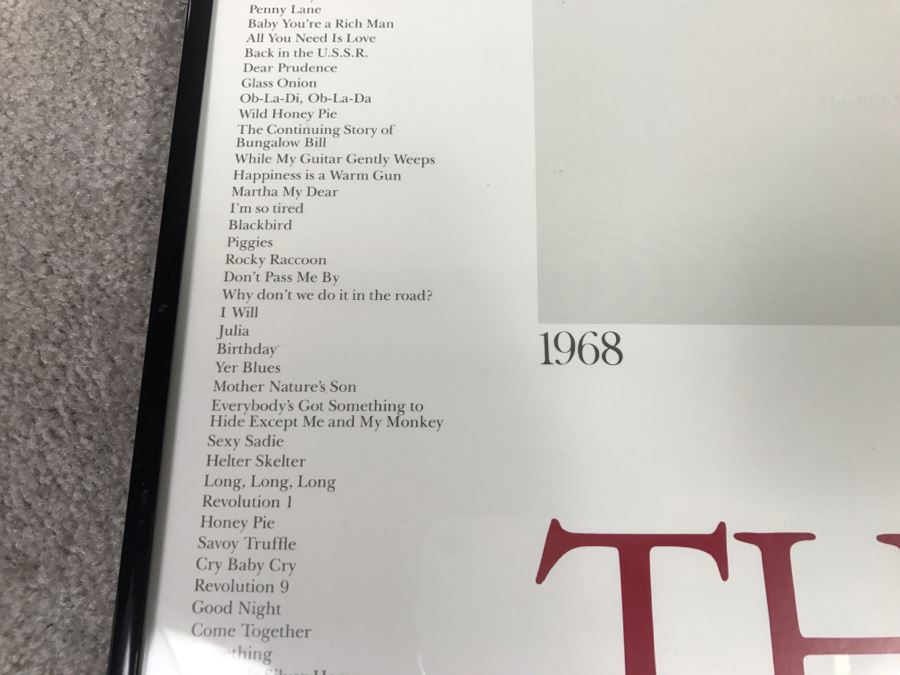 Penny Lane
Baby You're a Rich Man
All You Need Is Love
Back in the U.S.S.R.
Dear Prudence
Glass Onion
Ob-La-Di, Ob-La-Da
Wild Honey Pie
The Continuing Story of
Bungalow Bill
While My Guitar Gently Weeps
Happiness is a Warm Gun
Martha My Dear
I'm so tired
Blackbird
Piggies
Rocky Raccoon
Don't Pass Me By
Why don't we do it in the road?
I Will
Julia
Birthday
Yer Blues
Mother Nature's Son
Everybody's Got Something to
Hide Except Me and My Monkey
Sexy Sadie
Helter Skelter
Long, Long, Long
Revolution 1
Honey Pie
Savoy Truffle
Cry Baby Cry
Revolution 9
Good Night
Come Together
1968
TH